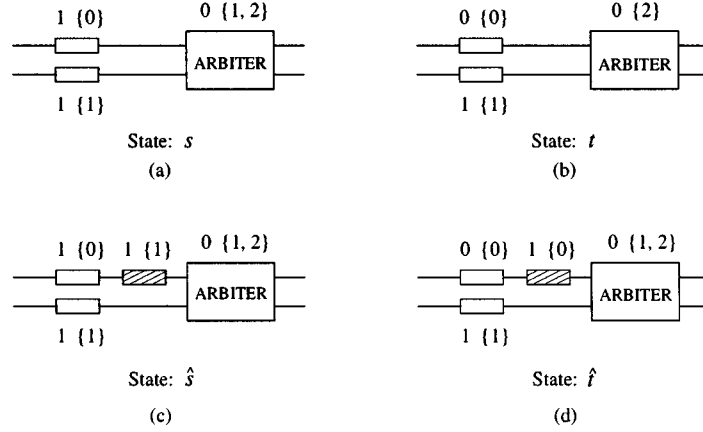 1 {0}
0 {1, 2}
ARBITER
1 {1}
State: s
(a)
0 {0}
0 {2}
ARBITER
1 {1}
State: t
(b)
1 {0} 1 {1}
0 {1, 2}
ARBITER
1 {1}
State: ŝ
(c)
0 {0} 1 {0}
0 {1, 2}
ARBITER
1 {1}
State: t̂
(d)